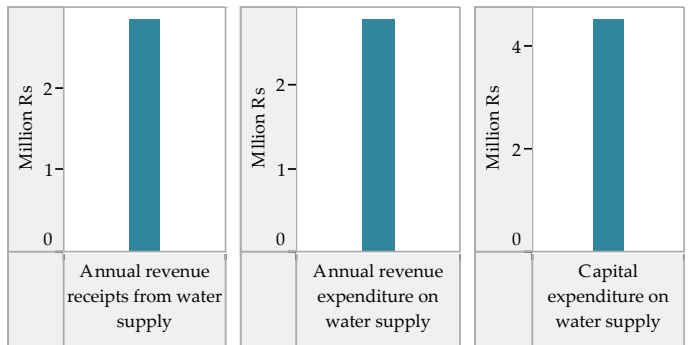 Million Rs
2
1
0
Annual revenue
receipts from water
supply
Mllion Rs
2
1
0
Annual revenue
expenditure on
water supply
Million Rs
4
2
0
Capital
expenditure on
water supply